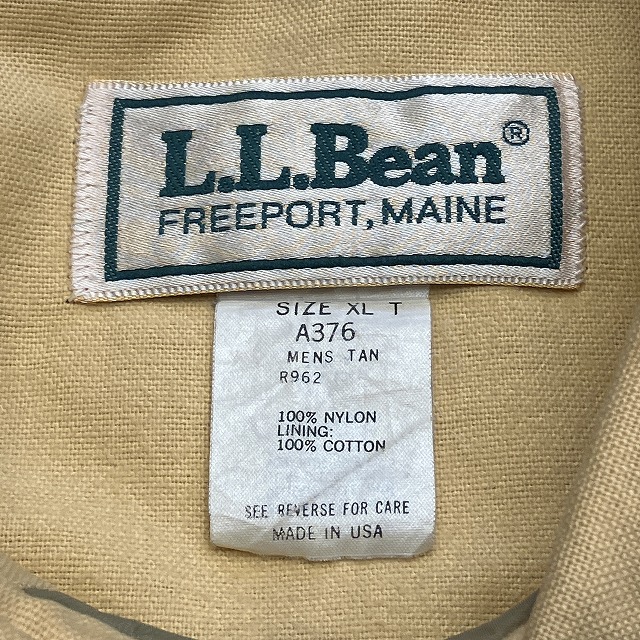 L.L.Bean®
FREEPORT, MAINE
SIZE XL T
A376
MENS TAN
R962
100% NYLON
LINING:
100% COTTON
SEE REVERSE FOR CARE
MADE IN USA